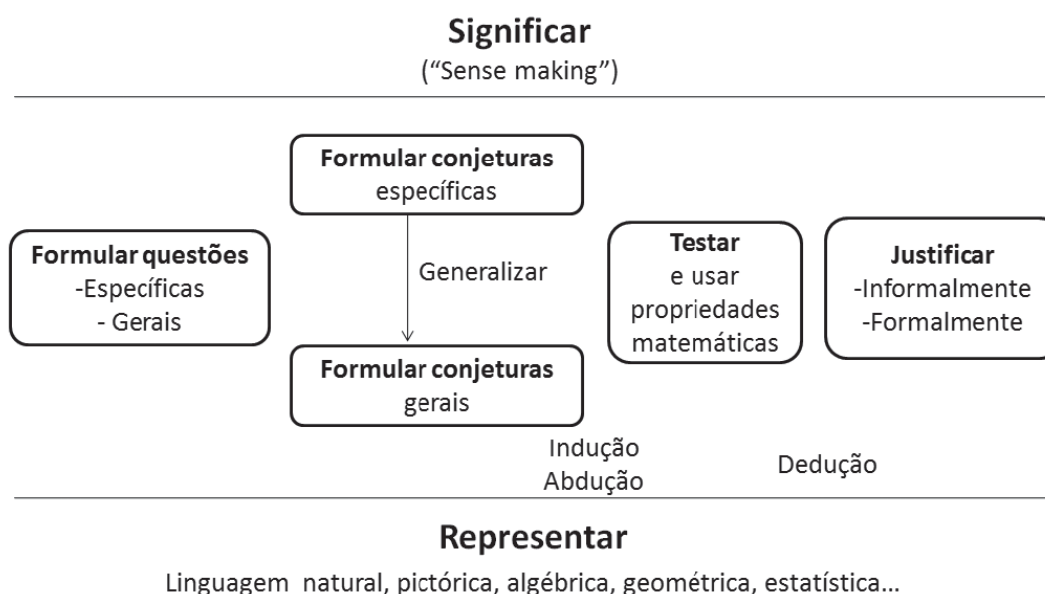 Significar
(“Sense making”)
Formular questões
-Específicas
- Gerais
Formular conjeturas
específicas
Generalizar
Formular conjeturas
gerais
Testar
e usar
propriedades
matemáticas
Justificar
-Informalmente
-Formalmente
Indução
Abdução
Dedução
Representar
Linguagem natural, pictórica, algébrica, geométrica, estatística...